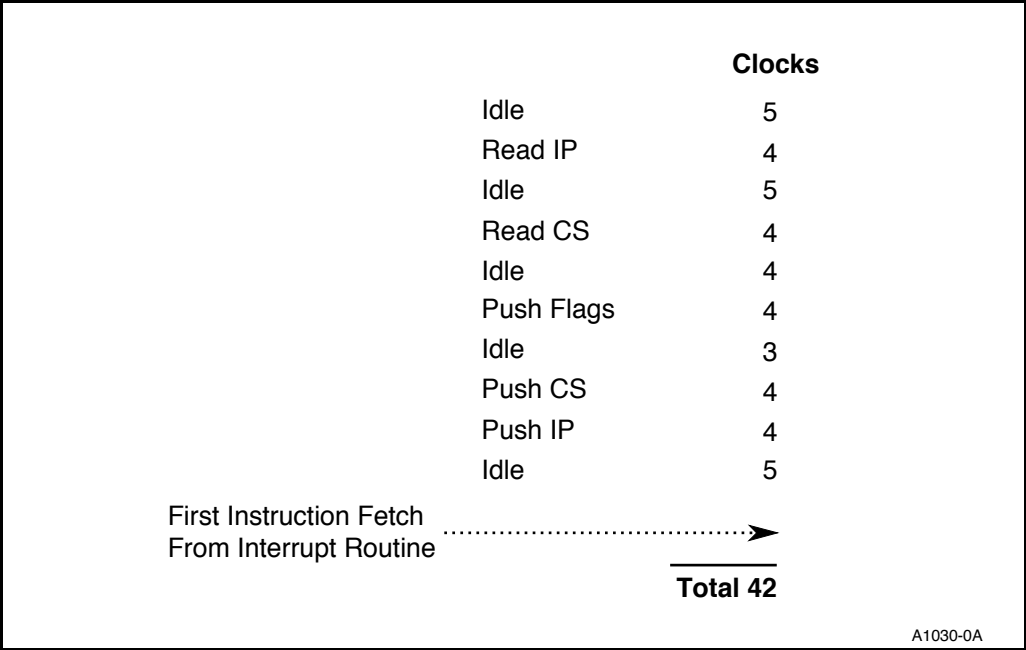 Clocks
Idle 5
Read IP 4
Idle 5
Read CS 4
Idle 4
Push Flags 4
Idle 3
Push CS 4
Push IP 4
Idle 5
First Instruction Fetch
From Interrupt Routine
Total 42
A1030-0A